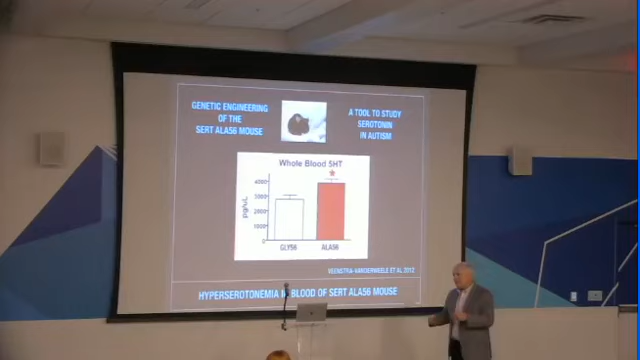 GENETIC ENGINEERING
OF THE
SERT ALA56 MOUSE
A TOOL TO STUDY
SEROTONIN
IN AUTISM
Whole Blood 5HT
pg/uL
4000
3000
2000
1000
0
GLY56
ALA56
VEENSTRA-VANDERWEELE ET AL 2012
HYPERSEROTONEMIA IN BLOOD OF SERT ALA56 MOUSE